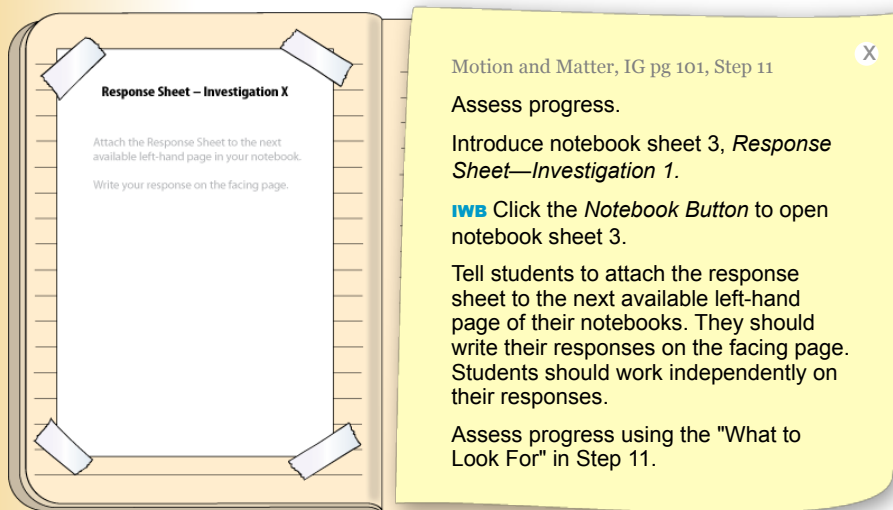 Response Sheet – Investigation X
Attach the Response Sheet to the next
available left-hand page in your notebook.
Write your response on the facing page.
X
Motion and Matter, IG pg 101, Step 11
Assess progress.
Introduce notebook sheet 3, Response
Sheet—Investigation 1.
IWB Click the Notebook Button to open
notebook sheet 3.
Tell students to attach the response
sheet to the next available left-hand
page of their notebooks. They should
write their responses on the facing page.
Students should work independently on
their responses.
Assess progress using the "What to
Look For" in Step 11.